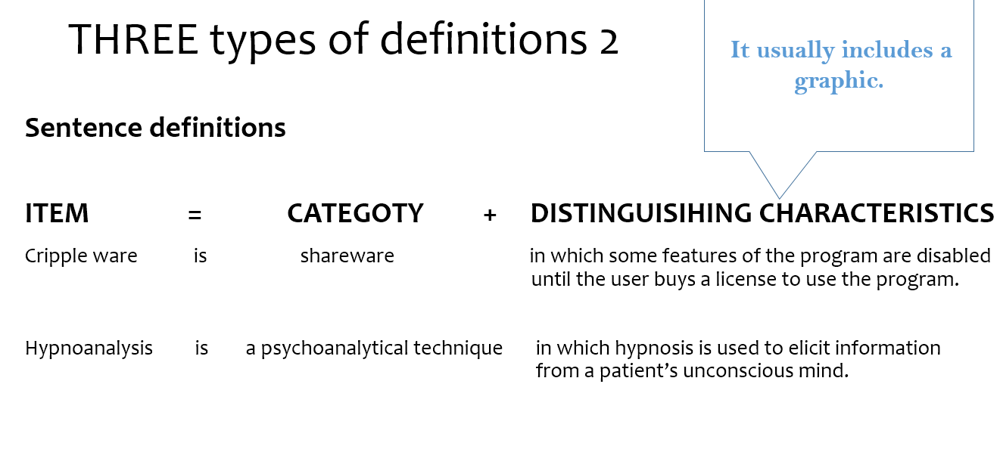 THREE types of definitions 2
It usually includes a
graphic.
Sentence definitions
ITEM = CATEGOTY + DISTINGUISIHING CHARACTERISTICS
Cripple ware is shareware in which some features of the program are disabled
until the user buys a license to use the program.
Hypnoanalysis is a psychoanalytical technique in which hypnosis is used to elicit information
from a patient’s unconscious mind.